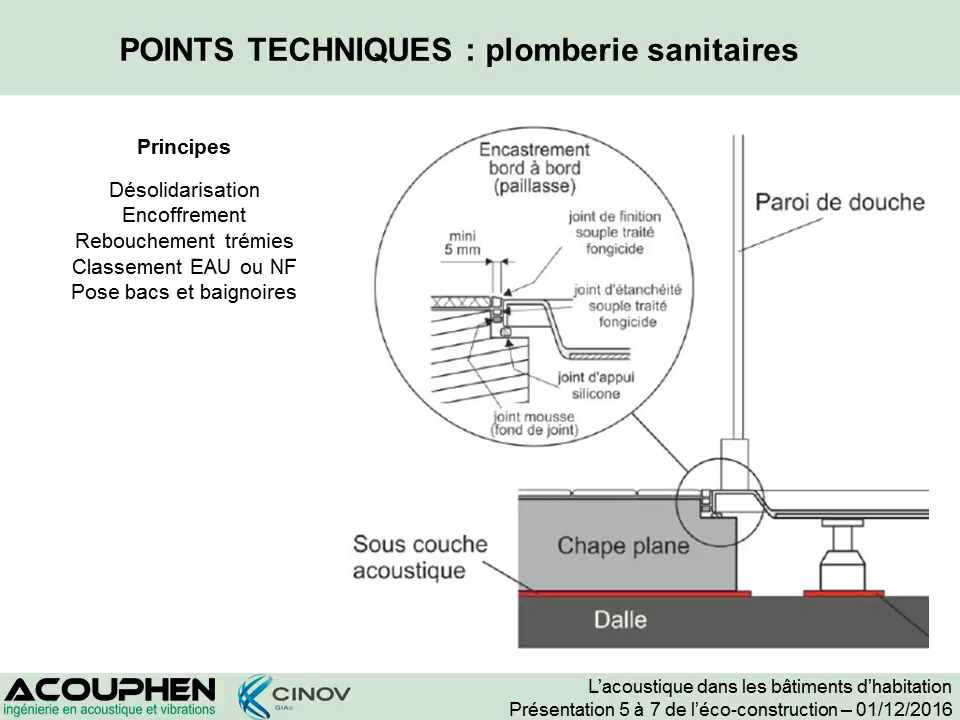 POINTS TECHNIQUES : plomberie sanitaires
Principes
Désolidarisation
Encoffrement
Rebouchement trémies
Classement EAU ou NF
Pose bacs et baignoires
Encastrement
bord à bord
(paillasse)
joint de finition
souple traité
fongicide
mini
5 mm
joint d'étanchéité
souple traité
fongicide
joint d'appui
silicone
joint mousse
(fond de joint)
Paroi de douche
Sous couche
acoustique
Chape plane
Dalle
ACOUPHEN
ingénierie en acoustique et vibrations
CINOV
GIAc
L'acoustique dans les bâtiments d'habitation
Présentation 5 à 7 de l'éco-construction – 01/12/2016